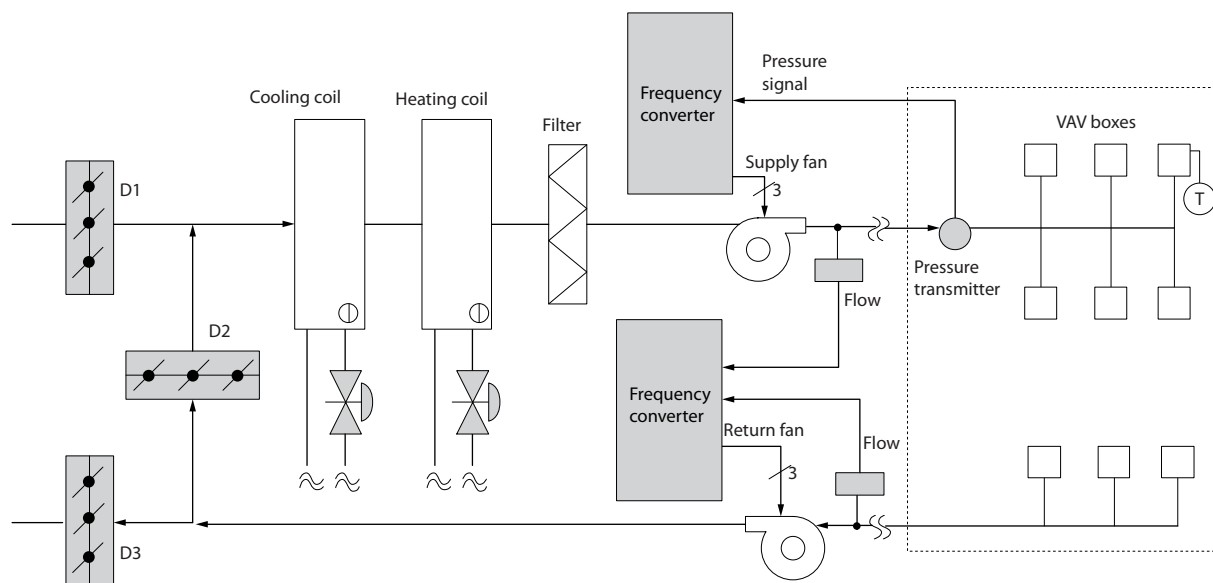 Pressure
signal
Cooling coil
Heating coil
Frequency
converter
VAV boxes
Filter
Supply fan
D1
3
T
Pressure
transmitter
Flow
D2
Frequency
converter
Return fan
Flow
3
D3